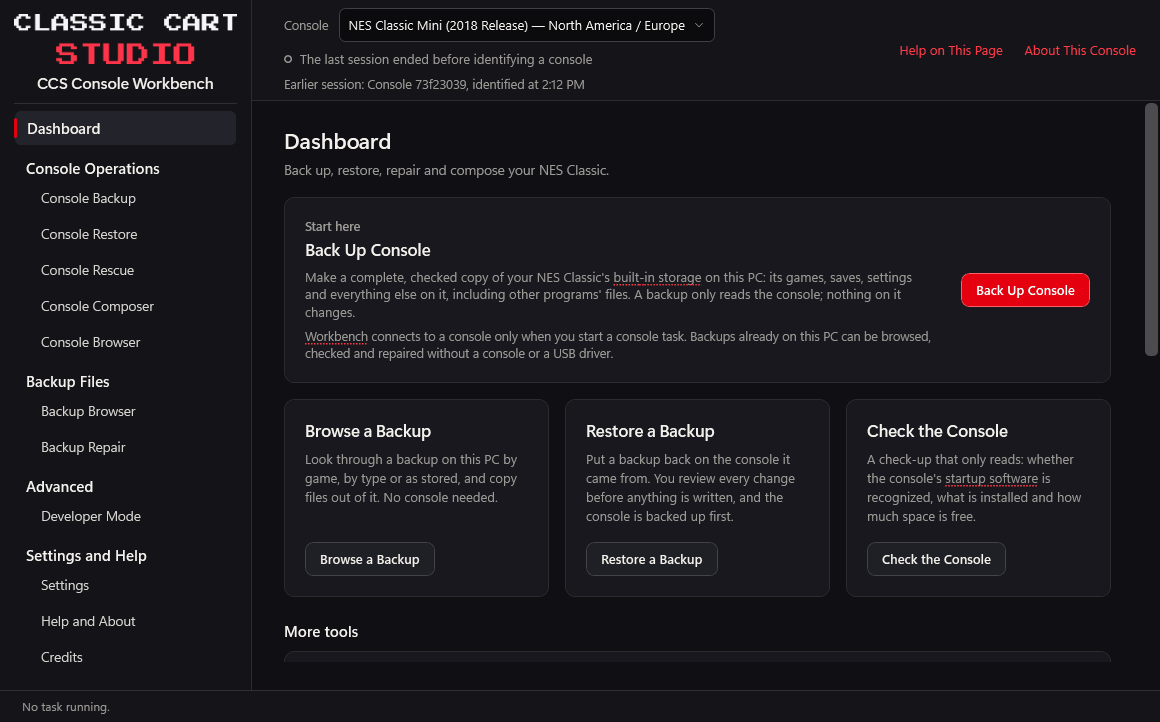 CLASSIC CART
STUDIO
CCS Console Workbench
Dashboard
Console Operations
Console Backup
Console Restore
Console Rescue
Console Composer
Console Browser
Backup Files
Backup Browser
Backup Repair
Advanced
Developer Mode
Settings and Help
Settings
Help and About
Credits
Console
NES Classic Mini (2018 Release) — North America / Europe
The last session ended before identifying a console
Earlier session: Console 73f23039, identified at 2:12 PM
Help on This Page
About This Console
Dashboard
Back up, restore, repair and compose your NES Classic.
Start here
Back Up Console
Make a complete, checked copy of your NES Classic's built-in storage on this PC: its games, saves, settings
and everything else on it, including other programs' files. A backup only reads the console; nothing on it
changes.
Workbench connects to a console only when you start a console task. Backups already on this PC can be browsed,
checked and repaired without a console or a USB driver.
Back Up Console
Browse a Backup
Look through a backup on this PC by
game, by type or as stored, and copy
files out of it. No console needed.
Browse a Backup
Restore a Backup
Put a backup back on the console it
came from. You review every change
before anything is written, and the
console is backed up first.
Restore a Backup
Check the Console
A check-up that only reads: whether
the console's startup software is
recognized, what is installed and how
much space is free.
Check the Console
More tools
No task running.